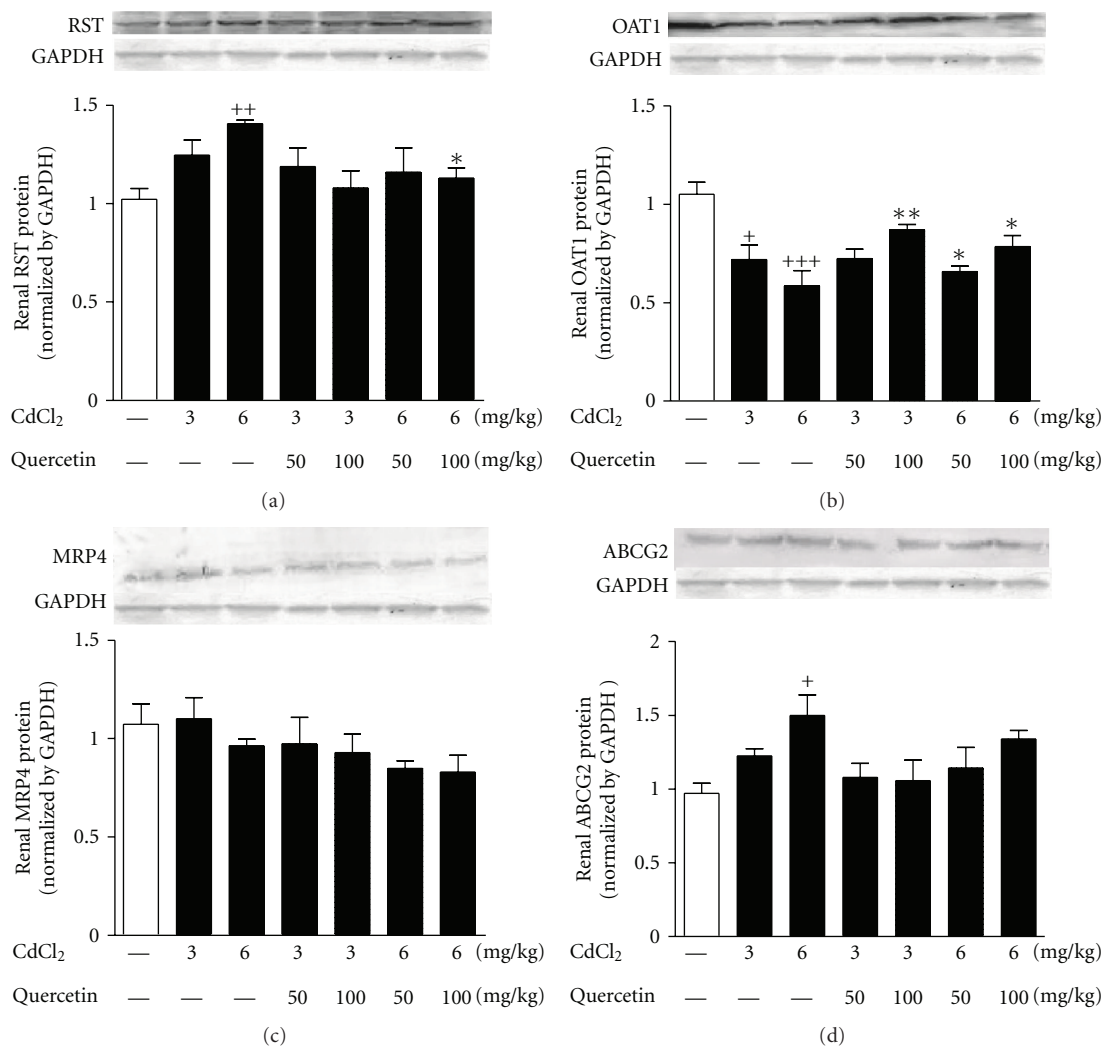 RST
GAPDH
1.5
1
0.5
0
Renal RST protein
(normalized by GAPDH)
++
*
CdCl₂ — 3 6 3 3 6 6 (mg/kg)
Quercetin — — — 50 100 50 100 (mg/kg)
(a)
OAT1
GAPDH
1.5
1
0.5
0
Renal OAT1 protein
(normalized by GAPDH)
+
+++
**
*
*
CdCl₂ — 3 6 3 3 6 6 (mg/kg)
Quercetin — — — 50 100 50 100 (mg/kg)
(b)
MRP4
GAPDH
1.5
1
0.5
0
Renal MRP4 protein
(normalized by GAPDH)
CdCl₂ — 3 6 3 3 6 6 (mg/kg)
Quercetin — — — 50 100 50 100 (mg/kg)
(c)
ABCG2
GAPDH
2
1.5
1
0.5
0
Renal ABCG2 protein
(normalized by GAPDH )
+
CdCl₂ — 3 6 3 3 6 6 (mg/kg)
Quercetin — — — 50 100 50 100 (mg/kg)
(d)